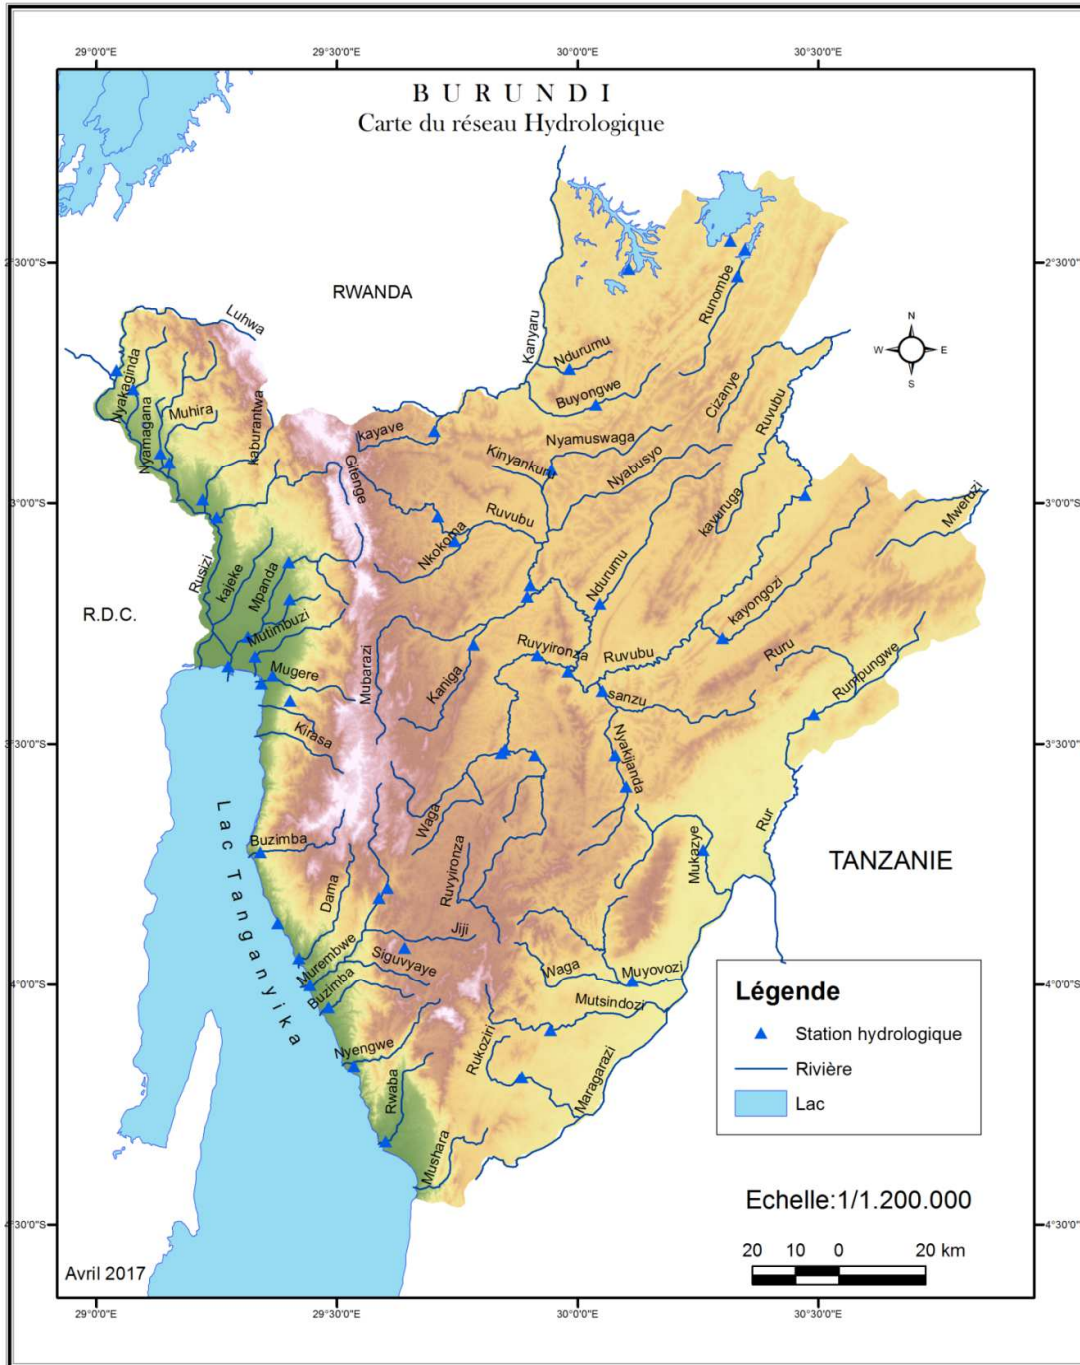 29°0'0"E
29°30'0"E
30°0'0"E
30°30'0"E
BURUNDI
Carte du réseau Hydrologique
2°30'0"S
2°30'0"S
RWANDA
Luhwa
Kanyaru
Runombe
N
W
E
S
Nyakaginda
Nyamagana
Muhira
kaburantwa
Ndurumu
Buyongwe
Cizanye
Ruvubu
kayave
Gitenge
Nyamuswaga
Kinyankuru
Nyabusyo
kavuruga
Mweruzi
3°0'0"S
3°0'0"S
Ruvubu
Nkokoma
Rusizi
kajeke
Mpanda
Ndurumu
kayongozi
R.D.C.
Mutimbuzi
Mugere
Mubarazi
Kaniga
Ruvyironza
Ruvubu
sanzu
Ruru
Rumpungwe
Kirasa
3°30'0"S
3°30'0"S
Nyakijanda
Lac Tanganyika
Buzimba
Waga
Rur
Mukazye
TANZANIE
Dama
Ruvyironza
Jiji
Murembwe
Siguvyaye
Buzimba
Waga
Muyovozi
4°0'0"S
4°0'0"S
Mutsindozi
Nyengwe
Rukoziri
Rwaba
Maragarazi
Mushara
Légende
Station hydrologique
Rivière
Lac
Echelle:1/1.200.000
4°30'0"S
4°30'0"S
20 10 0 20 km
Avril 2017
29°0'0"E
29°30'0"E
30°0'0"E
30°30'0"E